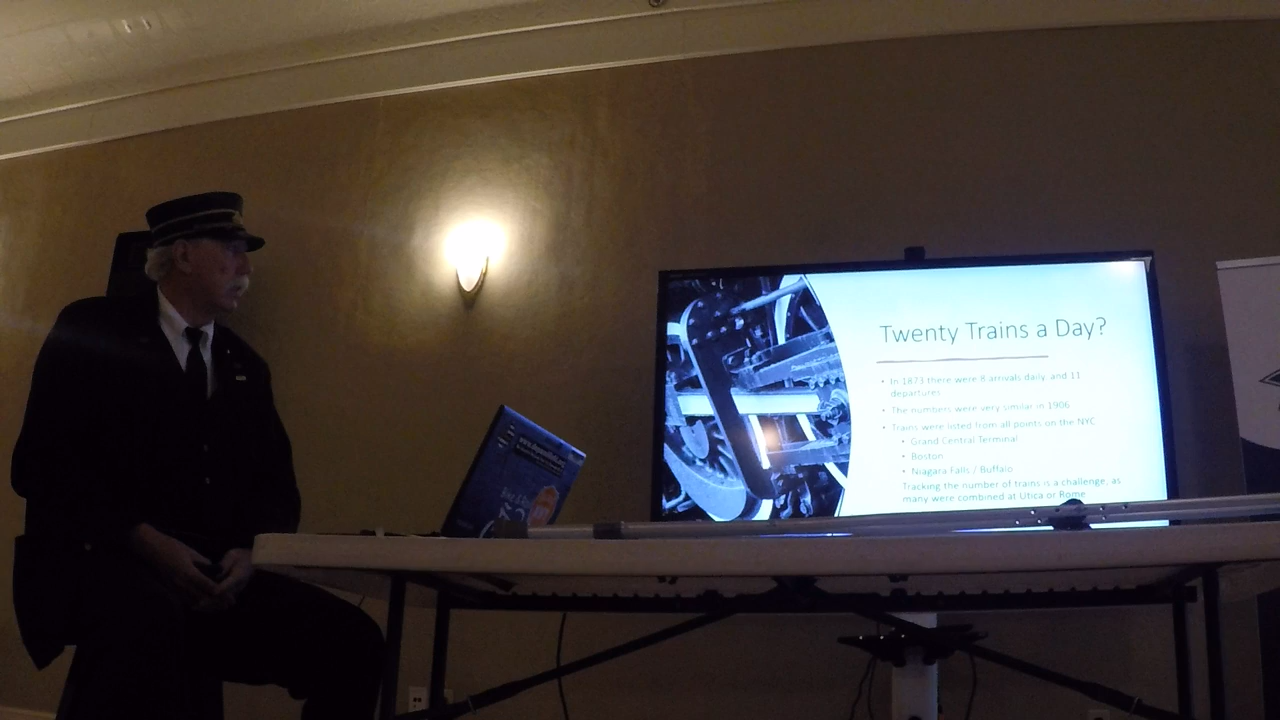 Twenty Trains a Day?
• In 1873 there were 8 arrivals daily, and 11
departures
• The numbers were very similar in 1906
• Trains were listed from all points on the NYC
• Grand Central Terminal
• Boston
• Niagara Falls / Buffalo
Tracking the number of trains is a challenge, as
many were combined at Utica or Rome